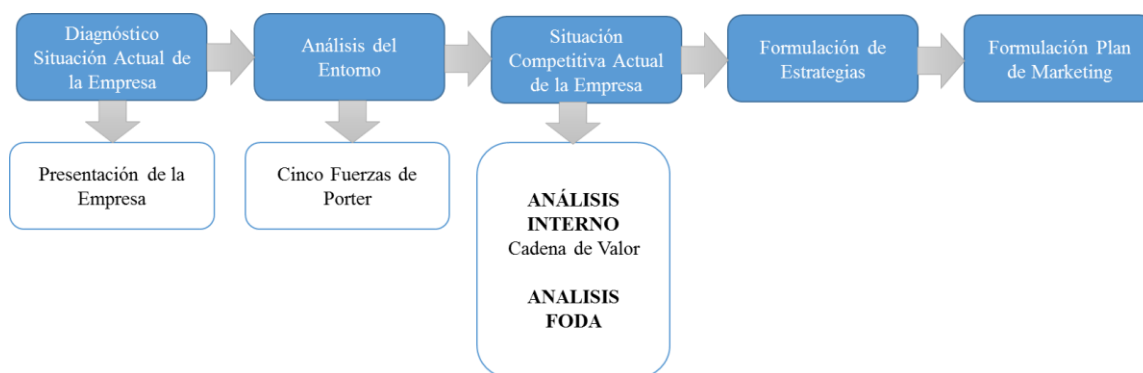 Diagnóstico
Situación Actual de
la Empresa
Análisis del
Entorno
Situación
Competitiva Actual
de la Empresa
Formulación de
Estrategias
Formulación Plan
de Marketing
Presentación de la
Empresa
Cinco Fuerzas de
Porter
ANÁLISIS
INTERNO
Cadena de Valor
ANALISIS
FODA